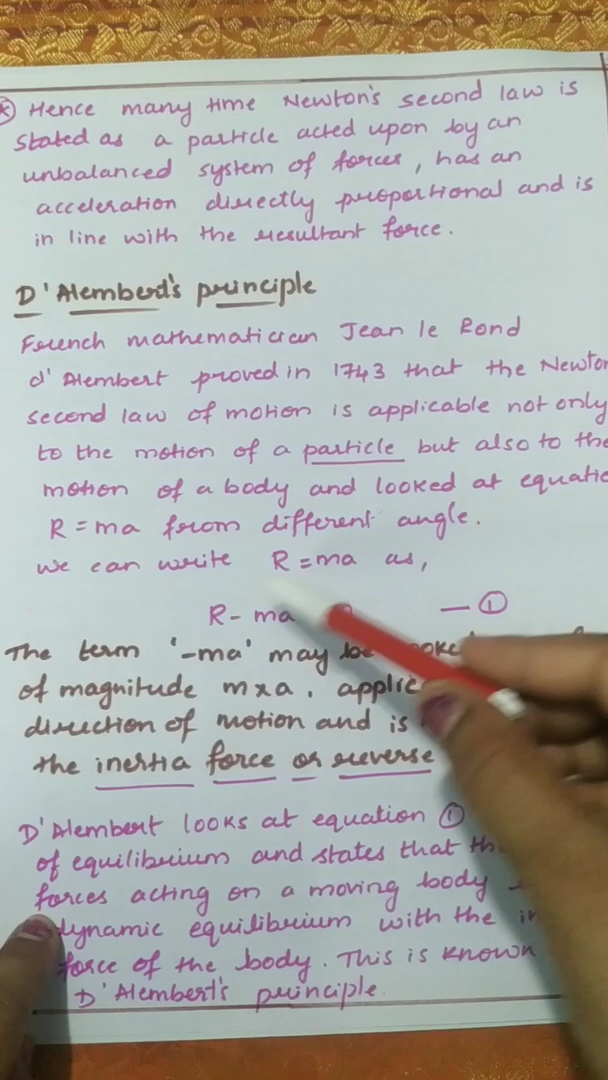 Hence many time Newton's second law is
stated as a particle acted upon by an
unbalanced system of forces, has an
acceleration directly proportional and is
in line with the resultant force.
D'Alemberd's principle
French mathematician Jean le Rond
d'Alembert proved in 1743 that the Newton
second law of motion is applicable not only
to the motion of a particle but also to the
motion of a body and looked at equatio
R = ma from different angle.
we can write R = ma as,
R - ma — ①
The term '-ma' may be
of magnitude m x a, applie
direction of motion and is
the inertia force or reverse
D'Alembert looks at equation ①
of equilibrium and states that th
forces acting on a moving body
dynamic equilibrium with the in
force of the body. This is known
D'Alembert's principle.